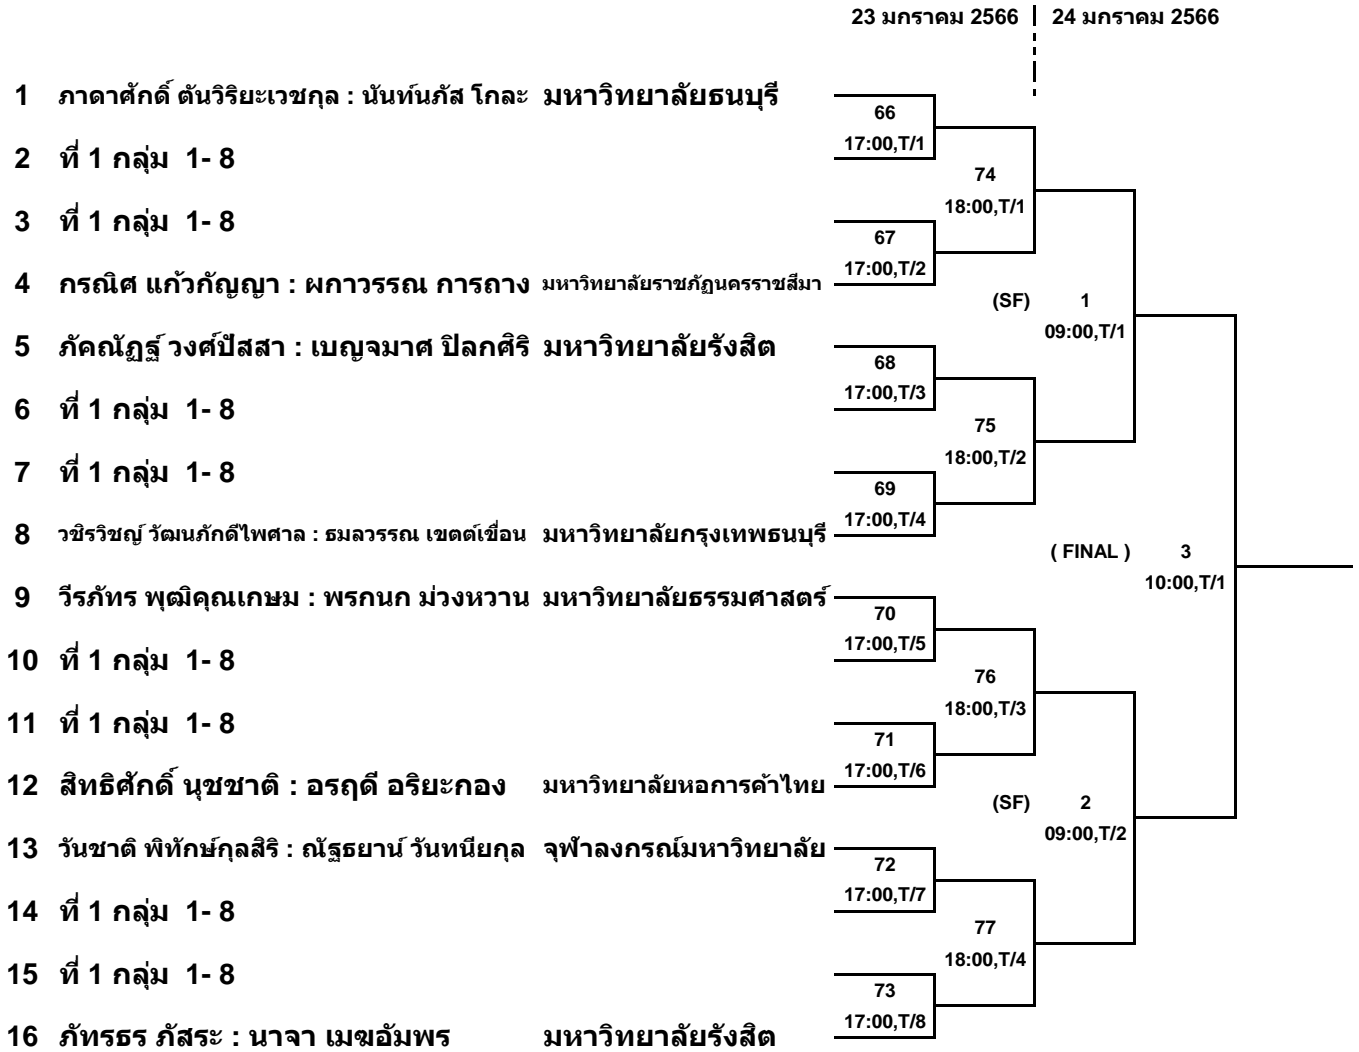 23 มกราคม 2566 24 มกราคม 2566
1 ภาดาศักดิ์ ตันวิริยะเวชกุล : นันท์นภัส โกละ มหาวิทยาลัยธนบุรี
66
17:00,T/1
2 ที่ 1 กลุ่ม 1- 8
74
18:00,T/1
3 ที่ 1 กลุ่ม 1- 8
67
17:00,T/2
4 กรณิศ แก้วกัญญา : ผกาวรรณ การถาง มหาวิทยาลัยราชภัฏนครราชสีมา
(SF) 1
09:00,T/1
5 ภัคณัฏฐ์ วงศ์ปัสสา : เบญจมาศ ปิลกศิริ มหาวิทยาลัยรังสิต
68
17:00,T/3
6 ที่ 1 กลุ่ม 1- 8
75
18:00,T/2
7 ที่ 1 กลุ่ม 1- 8
69
17:00,T/4
8 วชิรวิชญ์ วัฒนภักดีไพศาล : ธมลวรรณ เขตต์เขื่อน มหาวิทยาลัยกรุงเทพธนบุรี
( FINAL ) 3
10:00,T/1
9 วีรภัทร พุฒิคุณเกษม : พรกนก ม่วงหวาน มหาวิทยาลัยธรรมศาสตร์
70
17:00,T/5
10 ที่ 1 กลุ่ม 1- 8
76
18:00,T/3
11 ที่ 1 กลุ่ม 1- 8
71
17:00,T/6
12 สิทธิศักดิ์ นุชชาติ : อรฤดี อริยะกอง มหาวิทยาลัยหอการค้าไทย
(SF) 2
09:00,T/2
13 วันชาติ พิทักษ์กุลสิริ : ณัฐธยาน์ วันทนียกุล จุฬาลงกรณ์มหาวิทยาลัย
72
17:00,T/7
14 ที่ 1 กลุ่ม 1- 8
77
18:00,T/4
15 ที่ 1 กลุ่ม 1- 8
73
17:00,T/8
16 ภัทรธร ภัสระ : นาจา เมฆอัมพร มหาวิทยาลัยรังสิต